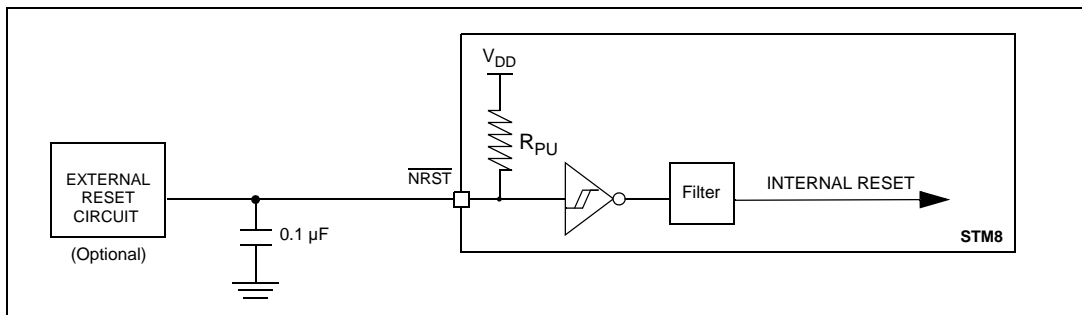 V_DD
R_PU
NRST
EXTERNAL
RESET
CIRCUIT
(Optional)
0.1 µF
Filter
INTERNAL RESET
STM8